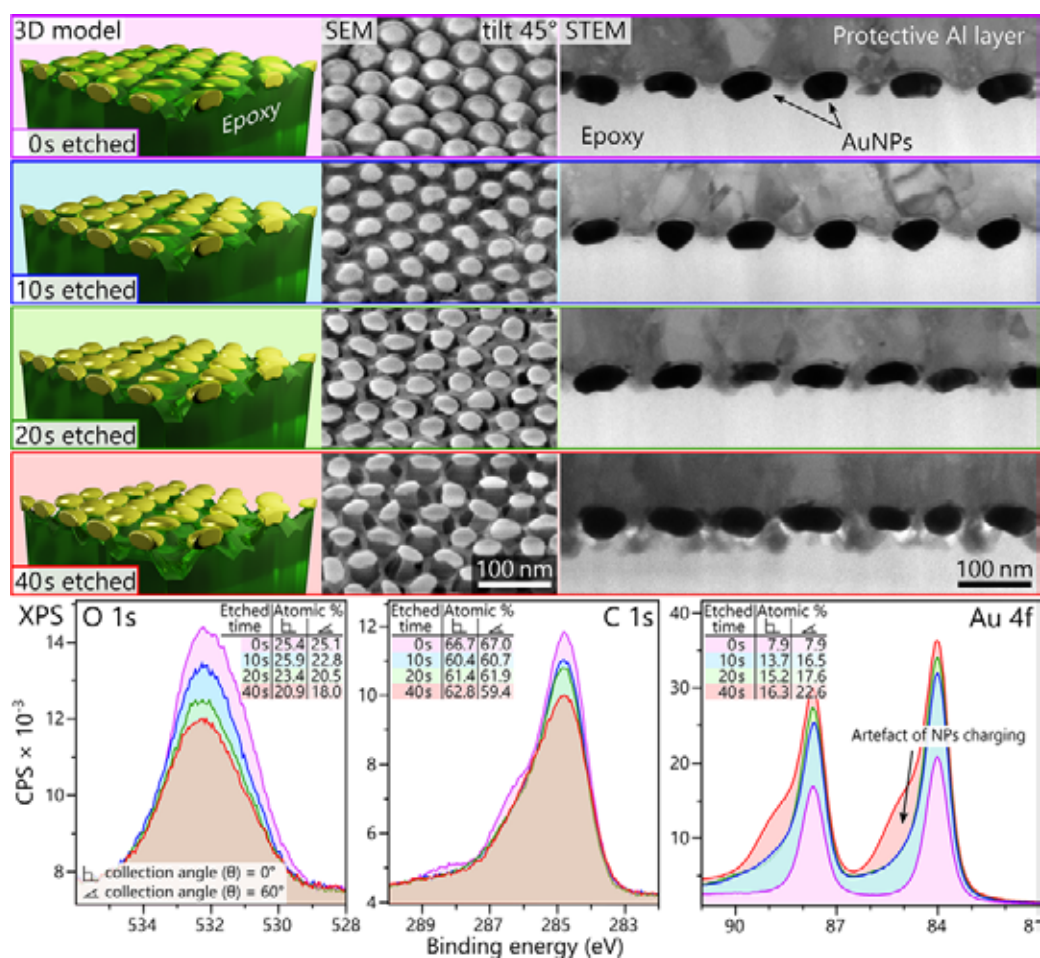 3D model
SEM
tilt 45°
STEM
Protective Al layer
Epoxy
0s etched
Epoxy
AuNPs
10s etched
20s etched
40s etched
100 nm
100 nm
XPS
O 1s
Etched time Atomic %
0s 25.4 25.1
10s 25.9 22.8
20s 23.4 20.5
40s 20.9 18.0
14
12
10
8
CPS × 10⁻³
collection angle (θ) = 0°
collection angle (θ) = 60°
534 532 530 528
C 1s
Etched time Atomic %
0s 66.7 67.0
10s 60.4 60.7
20s 61.4 61.9
40s 62.8 59.4
12
10
8
6
4
289 287 285 283
Binding energy (eV)
Au 4f
Etched time Atomic %
0s 7.9 7.9
10s 13.7 16.5
20s 15.2 17.6
40s 16.3 22.6
40
30
20
10
Artefact of NPs charging
90 87 84 81